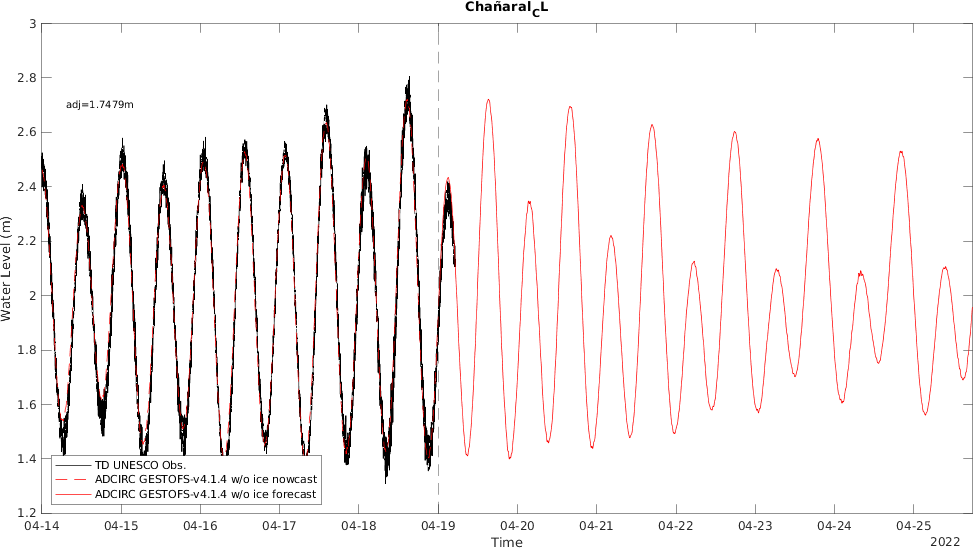 Chañaral_CL
3
2.8
2.6
2.4
2.2
2
1.8
1.6
1.4
1.2
Water Level (m)
adj=1.7479m
TD UNESCO Obs.
ADCIRC GESTOFS-v4.1.4 w/o ice nowcast
ADCIRC GESTOFS-v4.1.4 w/o ice forecast
04-14 04-15 04-16 04-17 04-18 04-19 04-20 04-21 04-22 04-23 04-24 04-25
Time
2022